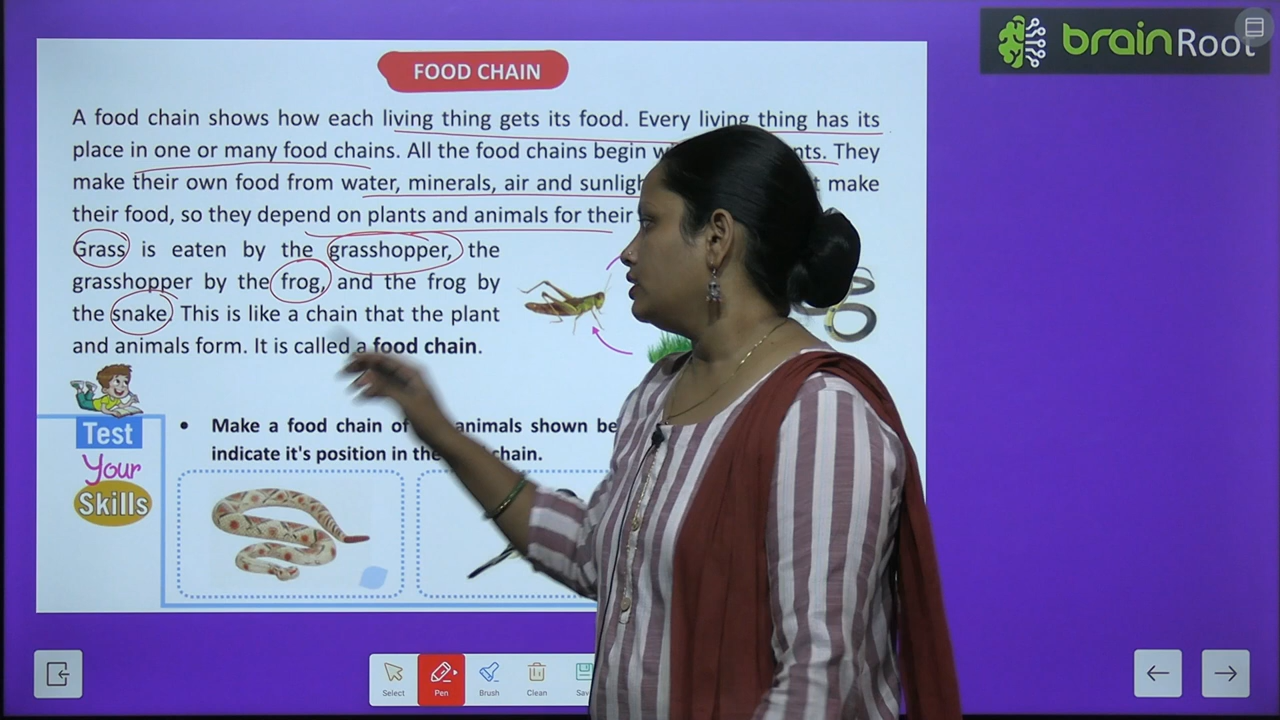 brainRoot
FOOD CHAIN
A food chain shows how each living thing gets its food. Every living thing has its
place in one or many food chains. All the food chains begin They
make their own food from water, minerals, air and make
their food, so they depend on plants and animals for their
Grass is eaten by the grasshopper, the
grasshopper by the frog, and the frog by
the snake. This is like a chain that the plant
and animals form. It is called a food chain.
Test
Your
Skills
• Make a food chain of animals shown
indicate it's position in the chain.
Select
Pen
Brush
Clean